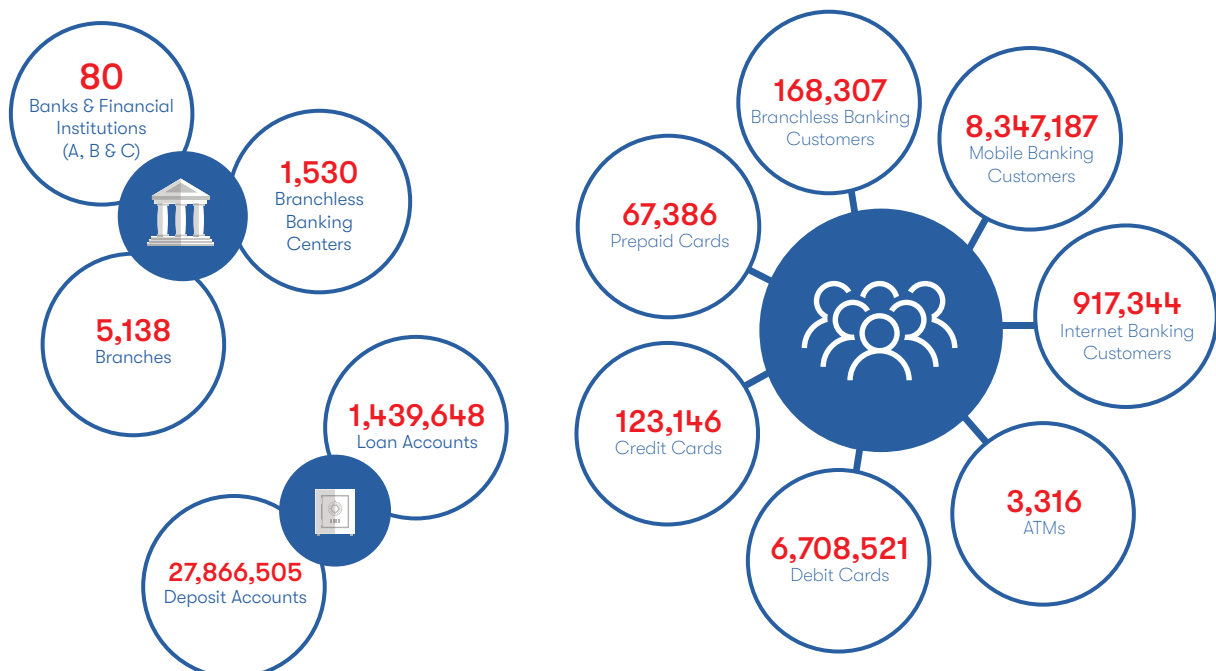 80
Banks & Financial
Institutions
(A, B & C)
1,530
Branchless
Banking
Centers
5,138
Branches
1,439,648
Loan Accounts
27,866,505
Deposit Accounts
168,307
Branchless Banking
Customers
8,347,187
Mobile Banking
Customers
67,386
Prepaid Cards
917,344
Internet Banking
Customers
123,146
Credit Cards
3,316
ATMs
6,708,521
Debit Cards